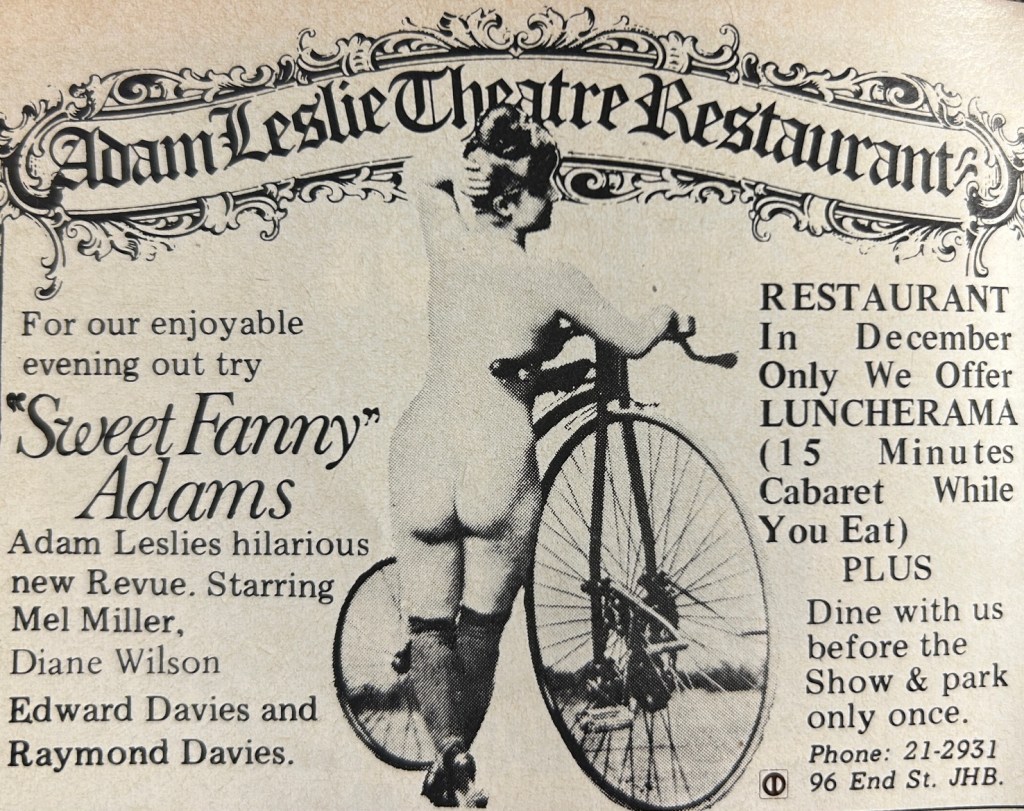 Adam Leslie Theatre Restaurant
For our enjoyable
evening out try
"Sweet Fanny"
Adams
Adam Leslies hilarious
new Revue. Starring
Mel Miller,
Diane Wilson
Edward Davies and
Raymond Davies.
RESTAURANT
In December
Only We Offer
LUNCHERAMA
(15 Minutes
Cabaret While
You Eat)
PLUS
Dine with us
before the
Show & park
only once.
Phone: 21-2931
96 End St. JHB.